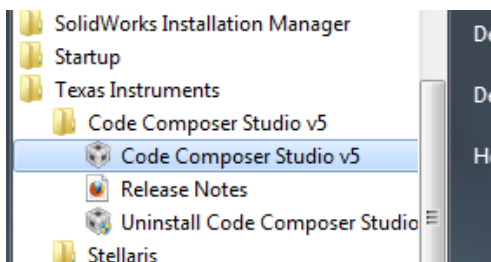 SolidWorks Installation Manager
Startup
Texas Instruments
Code Composer Studio v5
Code Composer Studio v5
Release Notes
Uninstall Code Composer Studio
Stellaris